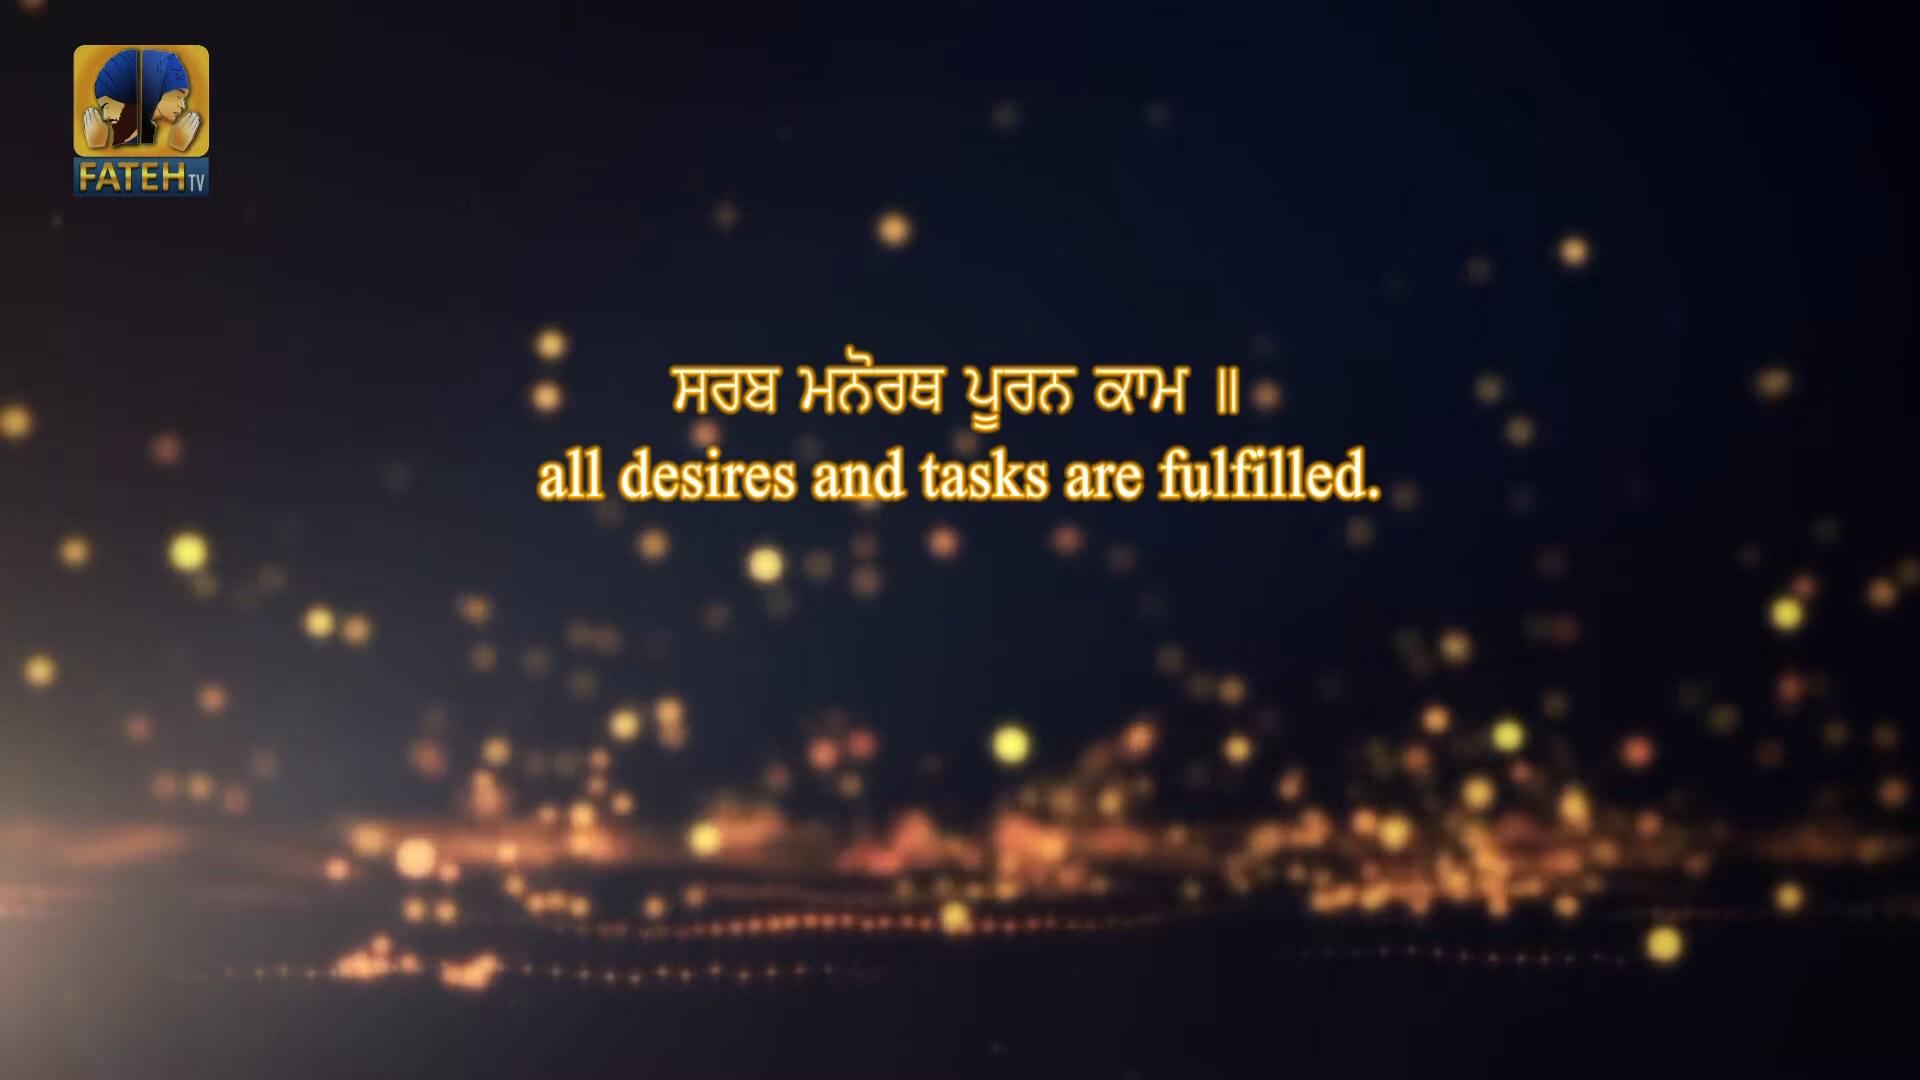 FATEH TV
ਸਰਬ ਮਨੋਰਥ ਪੂਰਨ ਕਾਮ ॥
all desires and tasks are fulfilled.